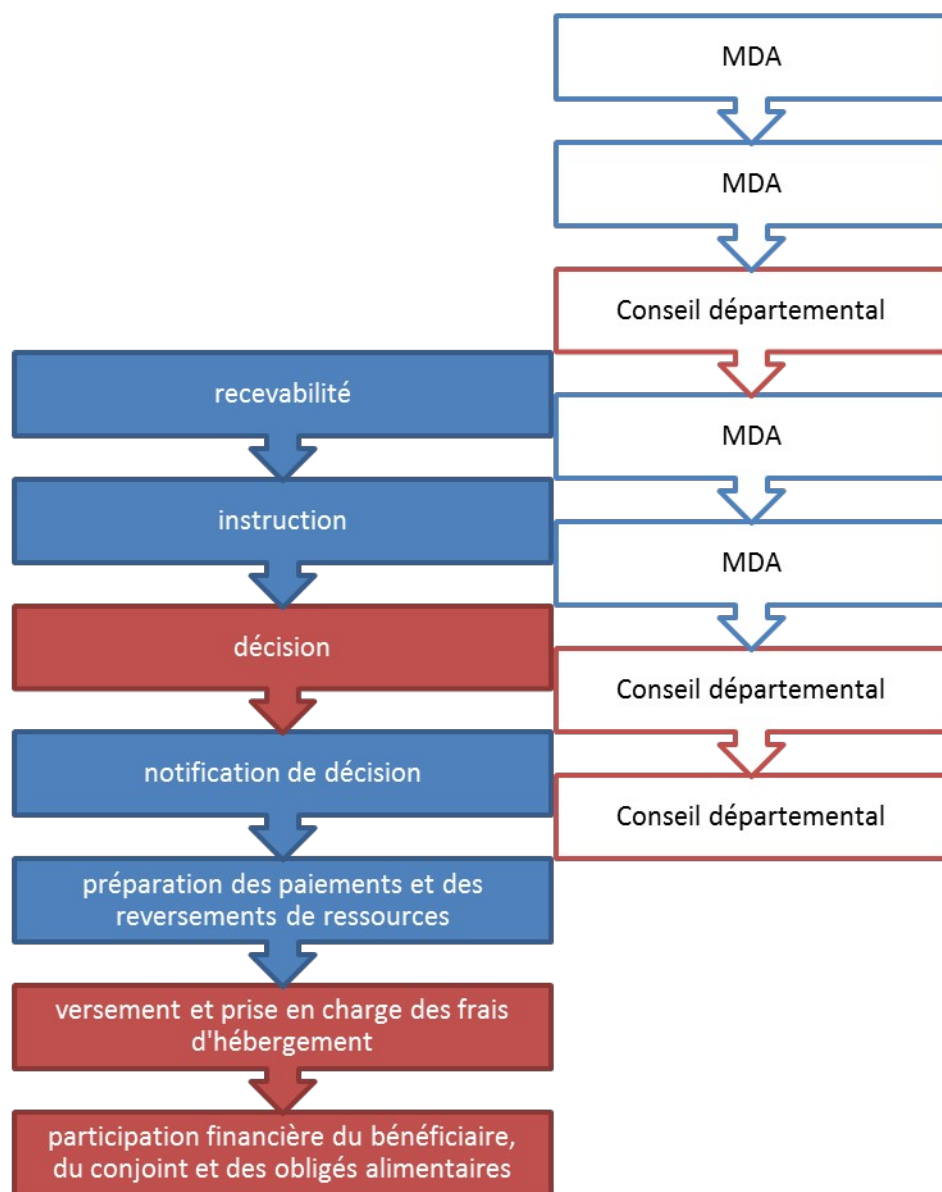 MDA
MDA
Conseil départemental
MDA
MDA
Conseil départemental
Conseil départemental
recevabilité
instruction
décision
notification de décision
préparation des paiements et des
reversements de ressources
versement et prise en charge des frais
d'hébergement
participation financière du bénéficiaire,
du conjoint et des obligés alimentaires